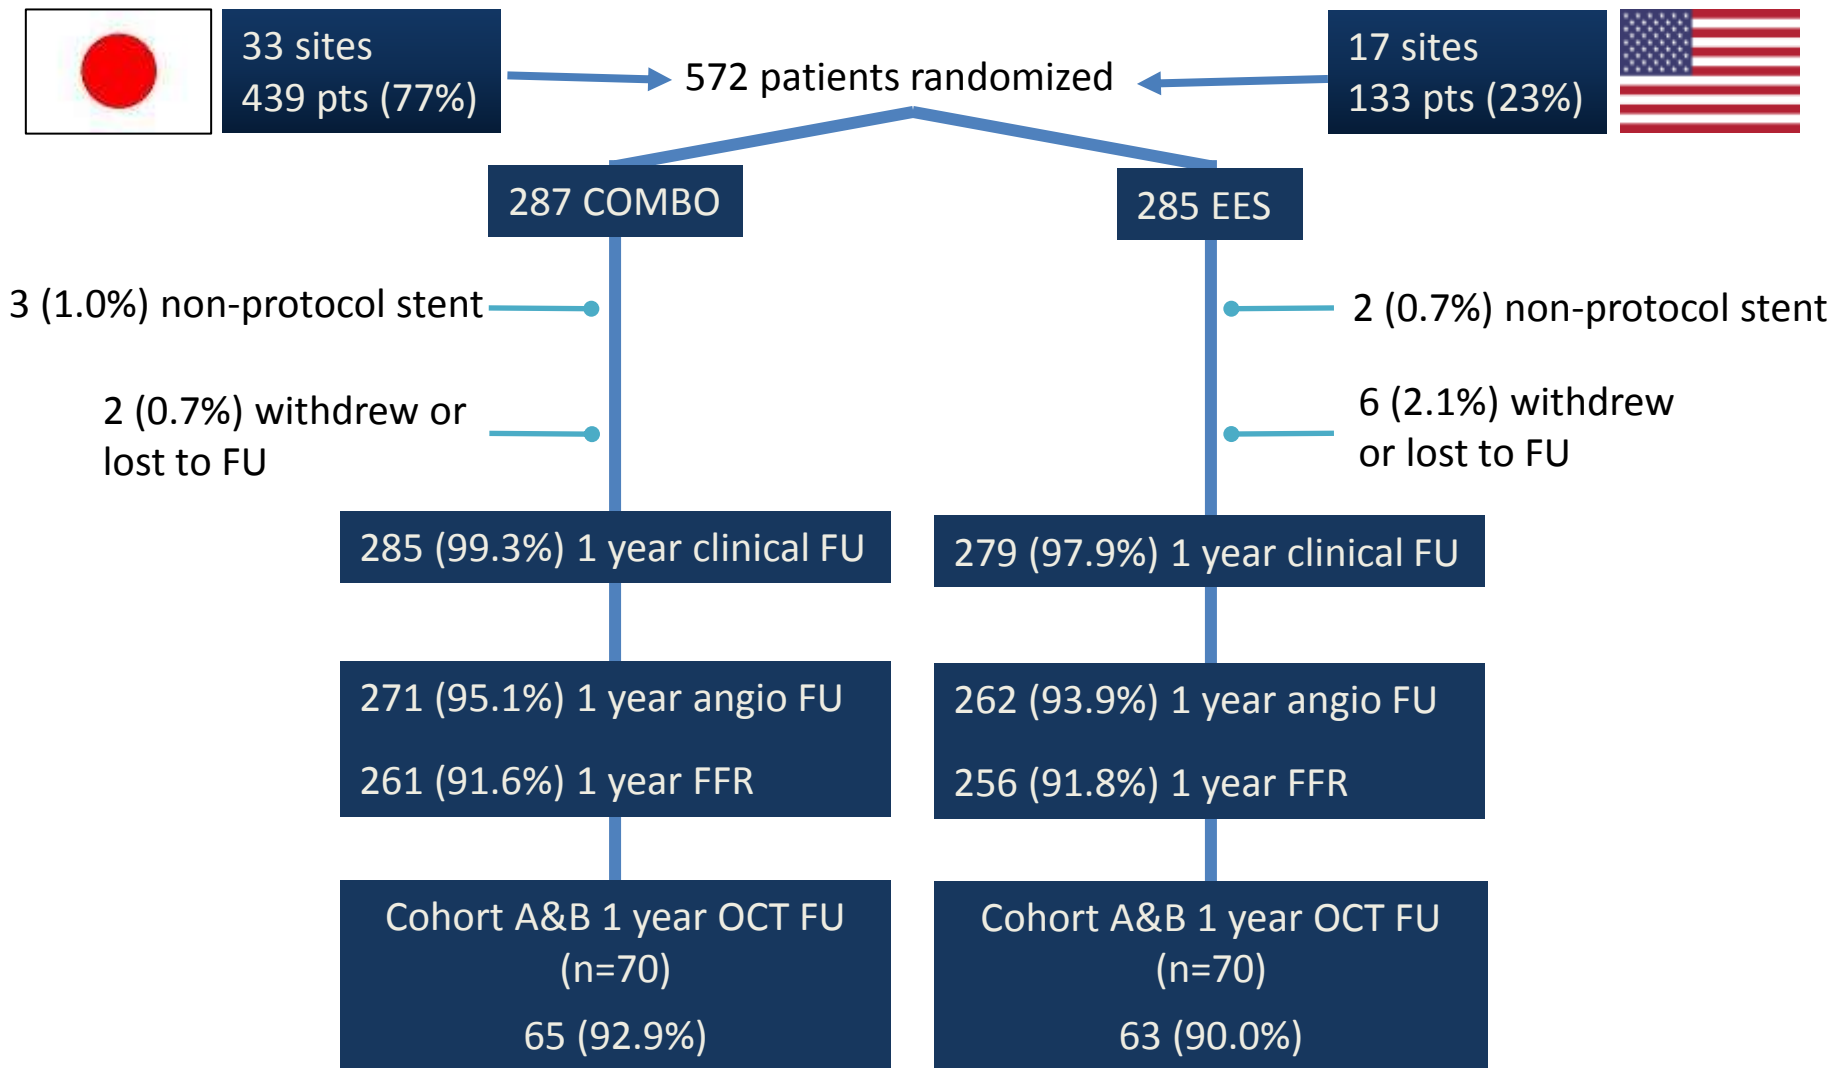 33 sites
439 pts (77%)
572 patients randomized
17 sites
133 pts (23%)
287 COMBO
285 EES
3 (1.0%) non-protocol stent
2 (0.7%) non-protocol stent
2 (0.7%) withdrew or
lost to FU
6 (2.1%) withdrew
or lost to FU
285 (99.3%) 1 year clinical FU
279 (97.9%) 1 year clinical FU
271 (95.1%) 1 year angio FU
261 (91.6%) 1 year FFR
262 (93.9%) 1 year angio FU
256 (91.8%) 1 year FFR
Cohort A&B 1 year OCT FU
(n=70)
65 (92.9%)
Cohort A&B 1 year OCT FU
(n=70)
63 (90.0%)